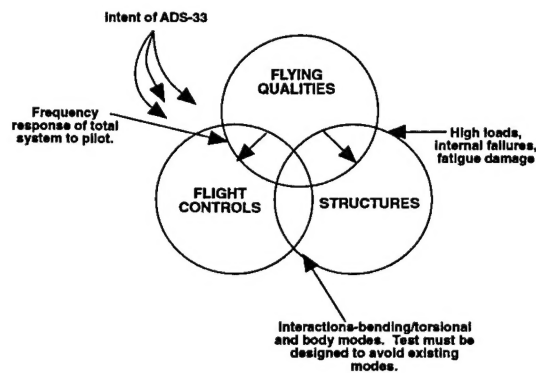 Intent of ADS-33
FLYING
QUALITIES
Frequency
response of total
system to pilot.
High loads,
internal failures,
fatigue damage
FLIGHT
CONTROLS
STRUCTURES
Interactions-bending/torsional
and body modes. Test must be
designed to avoid existing
modes.